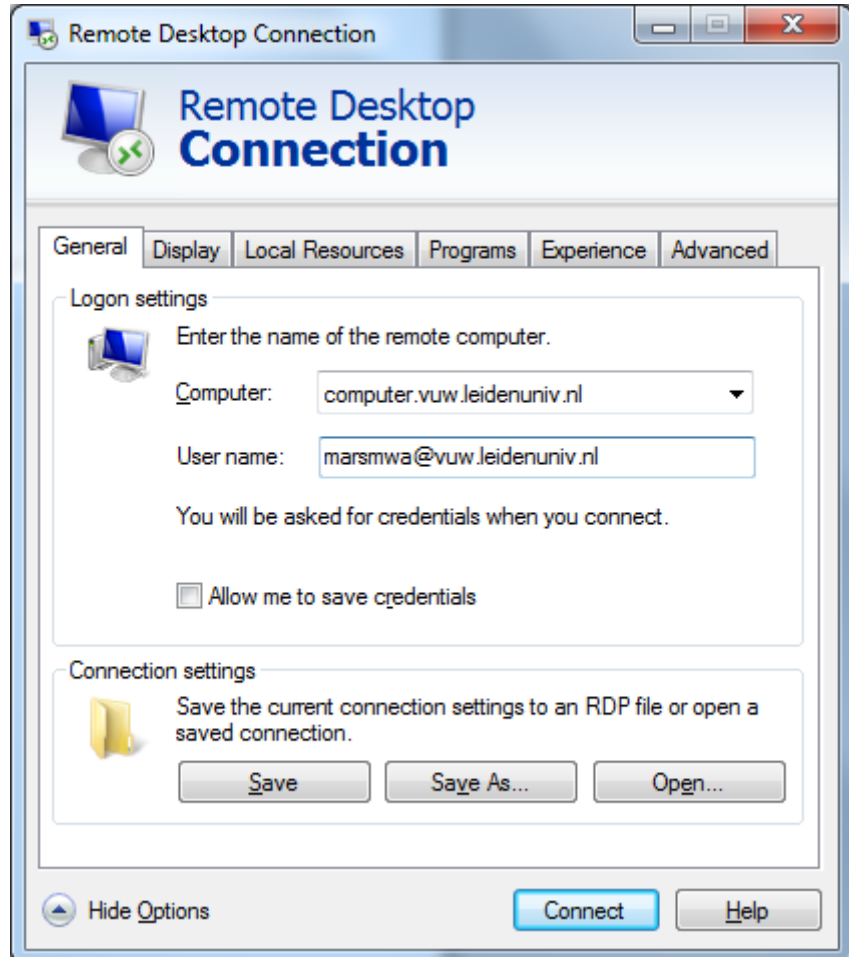 Remote Desktop Connection
Remote Desktop
Connection
General Display Local Resources Programs Experience Advanced
Logon settings
Enter the name of the remote computer.
Computer: computer.vuw.leidenuniv.nl
User name: marsmwa@vuw.leidenuniv.nl
You will be asked for credentials when you connect.
Allow me to save credentials
Connection settings
Save the current connection settings to an RDP file or open a
saved connection.
Save Save As... Open...
Hide Options Connect Help